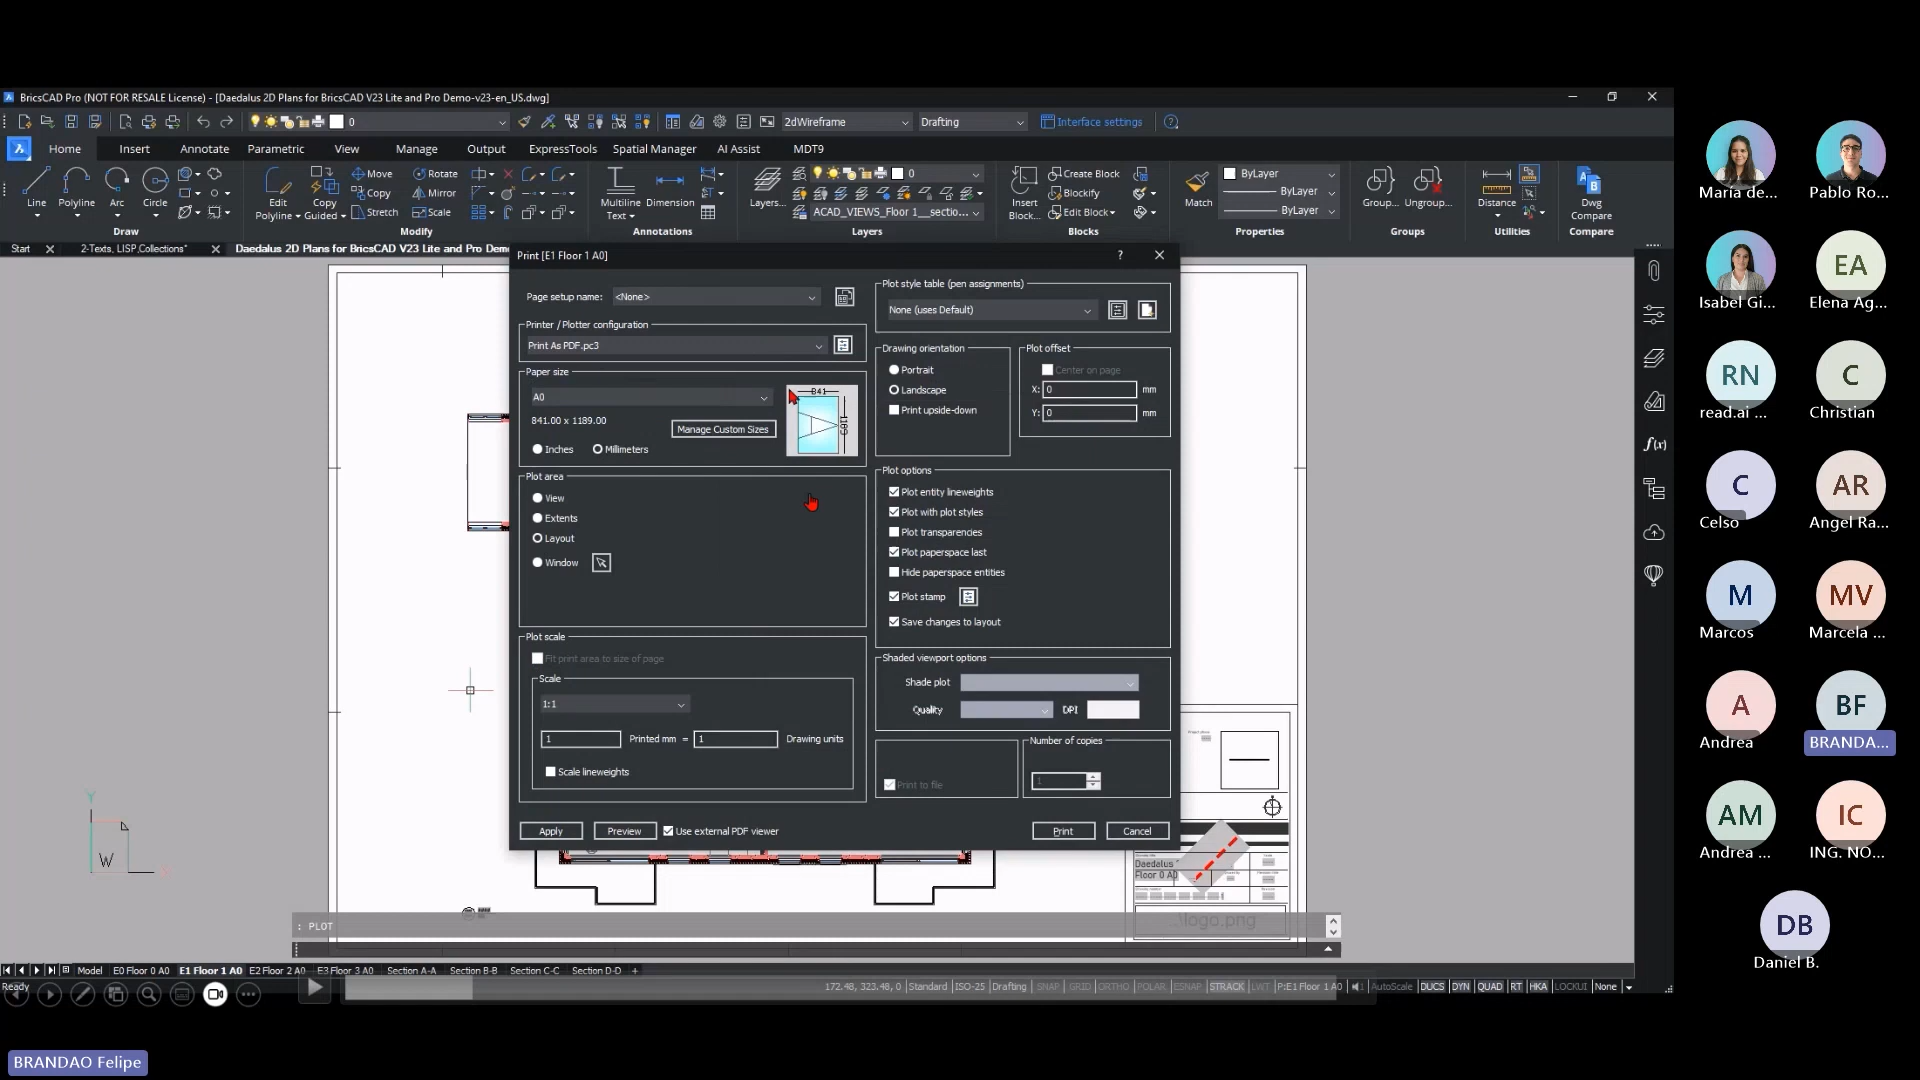 BricsCAD Pro (NOT FOR RESALE License) - [Daedalus 2D Plans for BricsCAD V23 Lite and Pro Demo-v23-en_US.dwg]
0
2dWireframe
Drafting
Interface settings
Home
Insert
Annotate
Parametric
View
Manage
Output
ExpressTools
Spatial Manager
AI Assist
MDT9
Line
Polyline
Arc
Circle
Draw
Edit Polyline
Copy Guided
Move
Copy
Stretch
Rotate
Mirror
Scale
Modify
Multiline Text
Dimension
Annotations
Layers...
0
ACAD_VIEWS_Floor 1__sectio...
Layers
Insert Block...
Create Block
Blockify
Edit Block
Blocks
Match
ByLayer
ByLayer
ByLayer
Properties
Group...
Ungroup...
Groups
Distance
Utilities
Dwg Compare
Compare
Start
2-Texts, LISP,Collections*
Daedalus 2D Plans for BricsCAD V23 Lite and Pro Dem
Print [E1 Floor 1 A0]
?
Page setup name:
<None>
Printer / Plotter configuration
Print As PDF.pc3
Paper size
A0
841.00 x 1189.00
Manage Custom Sizes
Inches
Millimeters
841
1189
A
Plot area
View
Extents
Layout
Window
Plot scale
Fit print area to size of page
Scale
1:1
1
Printed mm =
1
Drawing units
Scale lineweights
Plot style table (pen assignments)
None (uses Default)
Drawing orientation
Portrait
Landscape
Print upside-down
Plot offset
Center on page
X:
0
mm
Y:
0
mm
Plot options
Plot entity lineweights
Plot with plot styles
Plot transparencies
Plot paperspace last
Hide paperspace entities
Plot stamp
Save changes to layout
Shaded viewport options
Shade plot
Quality
DPI
Print to file
Number of copies
1
Apply
Preview
Use external PDF viewer
Print
Cancel
Daedalus
Floor 0 A0
.\logo.png
Y
W
: PLOT
Model
E0 Floor 0 A0
E1 Floor 1 A0
E2 Floor 2 A0
E3 Floor 3 A0
Section A-A
Section B-B
Section C-C
Section D-D
+
Ready
172.48, 323.48, 0
Standard
ISO-25
Drafting
SNAP
GRID
ORTHO
POLAR
ESNAP
STRACK
LWT
P:E1 Floor 1 A0
AutoScale
DUCS
DYN
QUAD
RT
HKA
LOCKUI
None
f(x)
Maria de...
Pablo Ro...
Isabel Gi...
EA
Elena Ag...
RN
read.ai ...
C
Christian
C
Celso
AR
Angel Ra...
M
Marcos
MV
Marcela ...
A
Andrea
BF
BRANDA...
AM
Andrea ...
IC
ING. NO...
DB
Daniel B.
BRANDAO Felipe